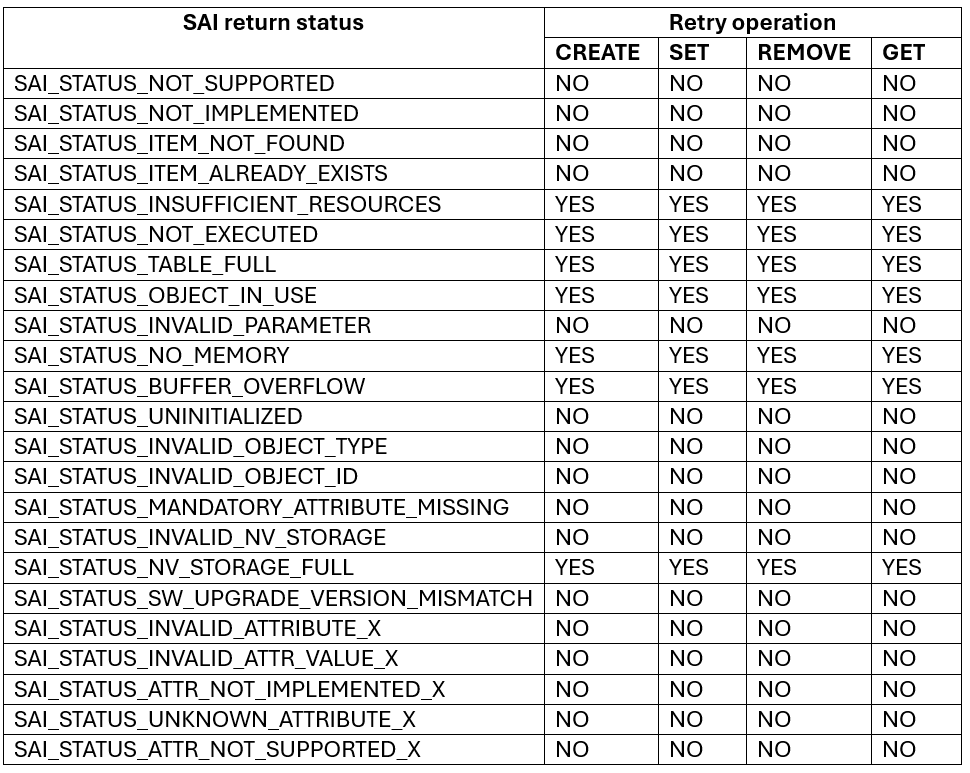 SAI return status Retry operation
CREATE SET REMOVE GET
SAI_STATUS_NOT_SUPPORTED NO NO NO NO
SAI_STATUS_NOT_IMPLEMENTED NO NO NO NO
SAI_STATUS_ITEM_NOT_FOUND NO NO NO NO
SAI_STATUS_ITEM_ALREADY_EXISTS NO NO NO NO
SAI_STATUS_INSUFFICIENT_RESOURCES YES YES YES YES
SAI_STATUS_NOT_EXECUTED YES YES YES YES
SAI_STATUS_TABLE_FULL YES YES YES YES
SAI_STATUS_OBJECT_IN_USE YES YES YES YES
SAI_STATUS_INVALID_PARAMETER NO NO NO NO
SAI_STATUS_NO_MEMORY YES YES YES YES
SAI_STATUS_BUFFER_OVERFLOW YES YES YES YES
SAI_STATUS_UNINITIALIZED NO NO NO NO
SAI_STATUS_INVALID_OBJECT_TYPE NO NO NO NO
SAI_STATUS_INVALID_OBJECT_ID NO NO NO NO
SAI_STATUS_MANDATORY_ATTRIBUTE_MISSING NO NO NO NO
SAI_STATUS_INVALID_NV_STORAGE NO NO NO NO
SAI_STATUS_NV_STORAGE_FULL YES YES YES YES
SAI_STATUS_SW_UPGRADE_VERSION_MISMATCH NO NO NO NO
SAI_STATUS_INVALID_ATTRIBUTE_X NO NO NO NO
SAI_STATUS_INVALID_ATTR_VALUE_X NO NO NO NO
SAI_STATUS_ATTR_NOT_IMPLEMENTED_X NO NO NO NO
SAI_STATUS_UNKNOWN_ATTRIBUTE_X NO NO NO NO
SAI_STATUS_ATTR_NOT_SUPPORTED_X NO NO NO NO